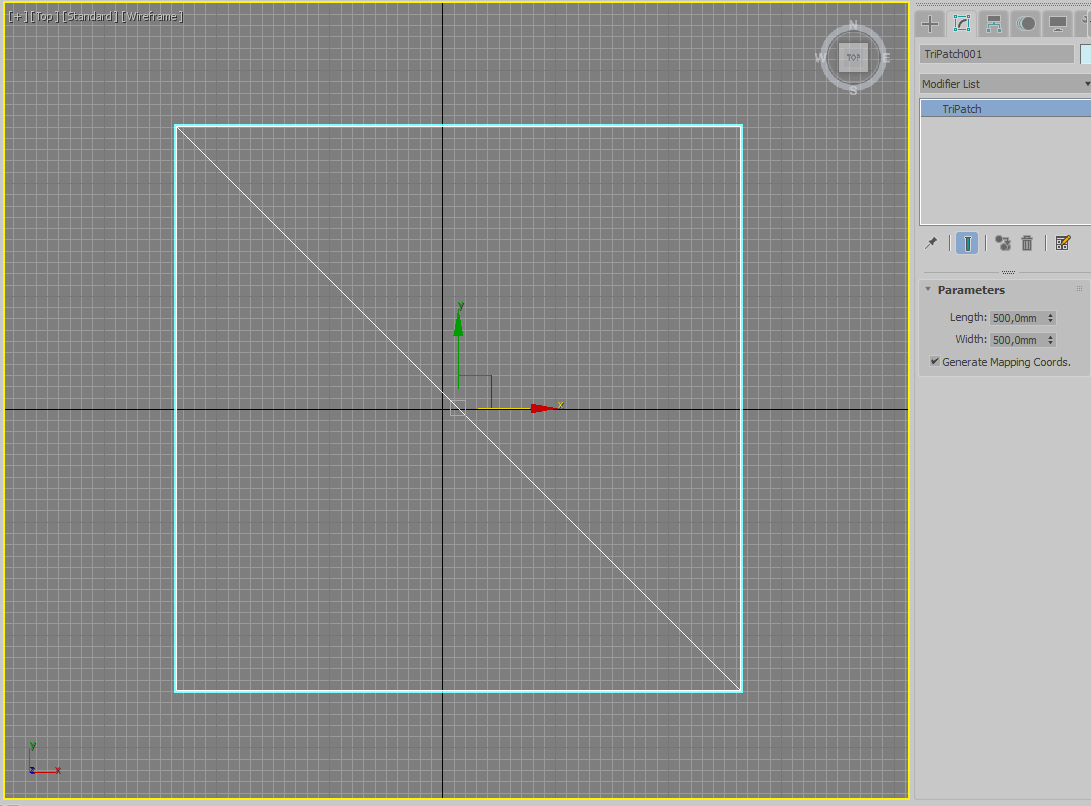 [+] [Top] [Standard] [Wireframe]
N
W TOP E
S
y
x
y
z x
TriPatch001
Modifier List
TriPatch
Parameters
Length: 500,0mm
Width: 500,0mm
Generate Mapping Coords.